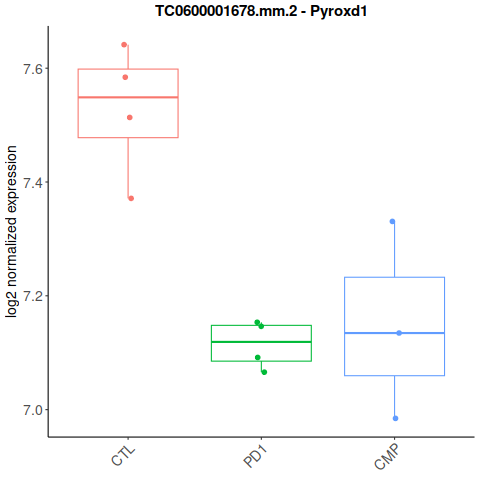 TC0600001678.mm.2 - Pyroxd1
log2 normalized expression
7.6
7.4
7.2
7.0
CTL
PD1
CMP